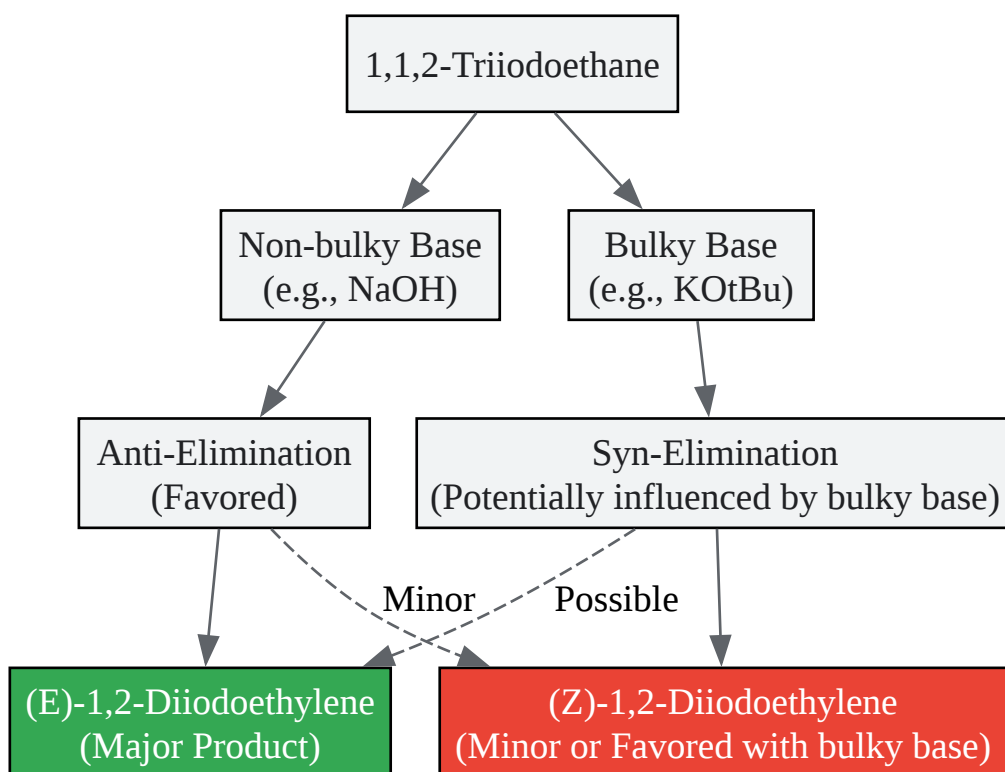 1,1,2-Triiodoethane
Non-bulky Base
(e.g., NaOH)
Bulky Base
(e.g., KOtBu)
Anti-Elimination
(Favored)
Syn-Elimination
(Potentially influenced by bulky base)
Minor
Possible
(E)-1,2-Diiodoethylene
(Major Product)
(Z)-1,2-Diiodoethylene
(Minor or Favored with bulky base)